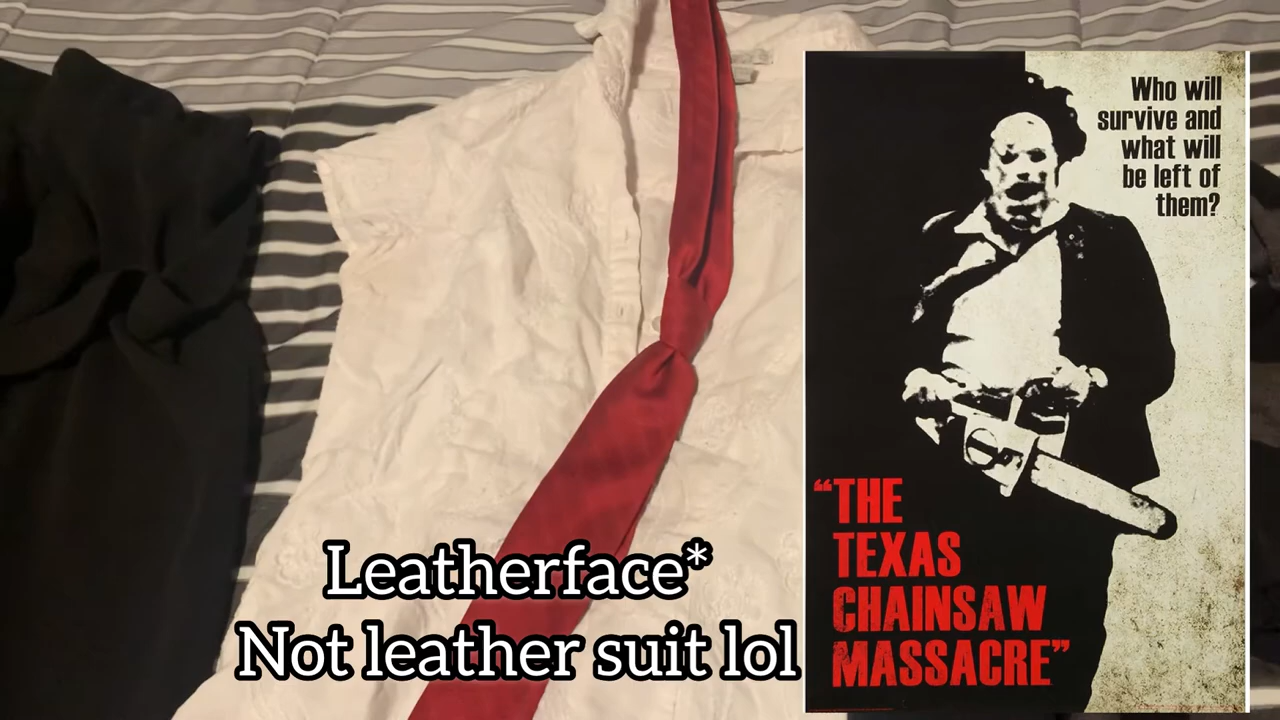 Who will
survive and
what will
be left of
them?
"THE
TEXAS
CHAINSAW
MASSACRE"
Leatherface*
Not leather suit lol